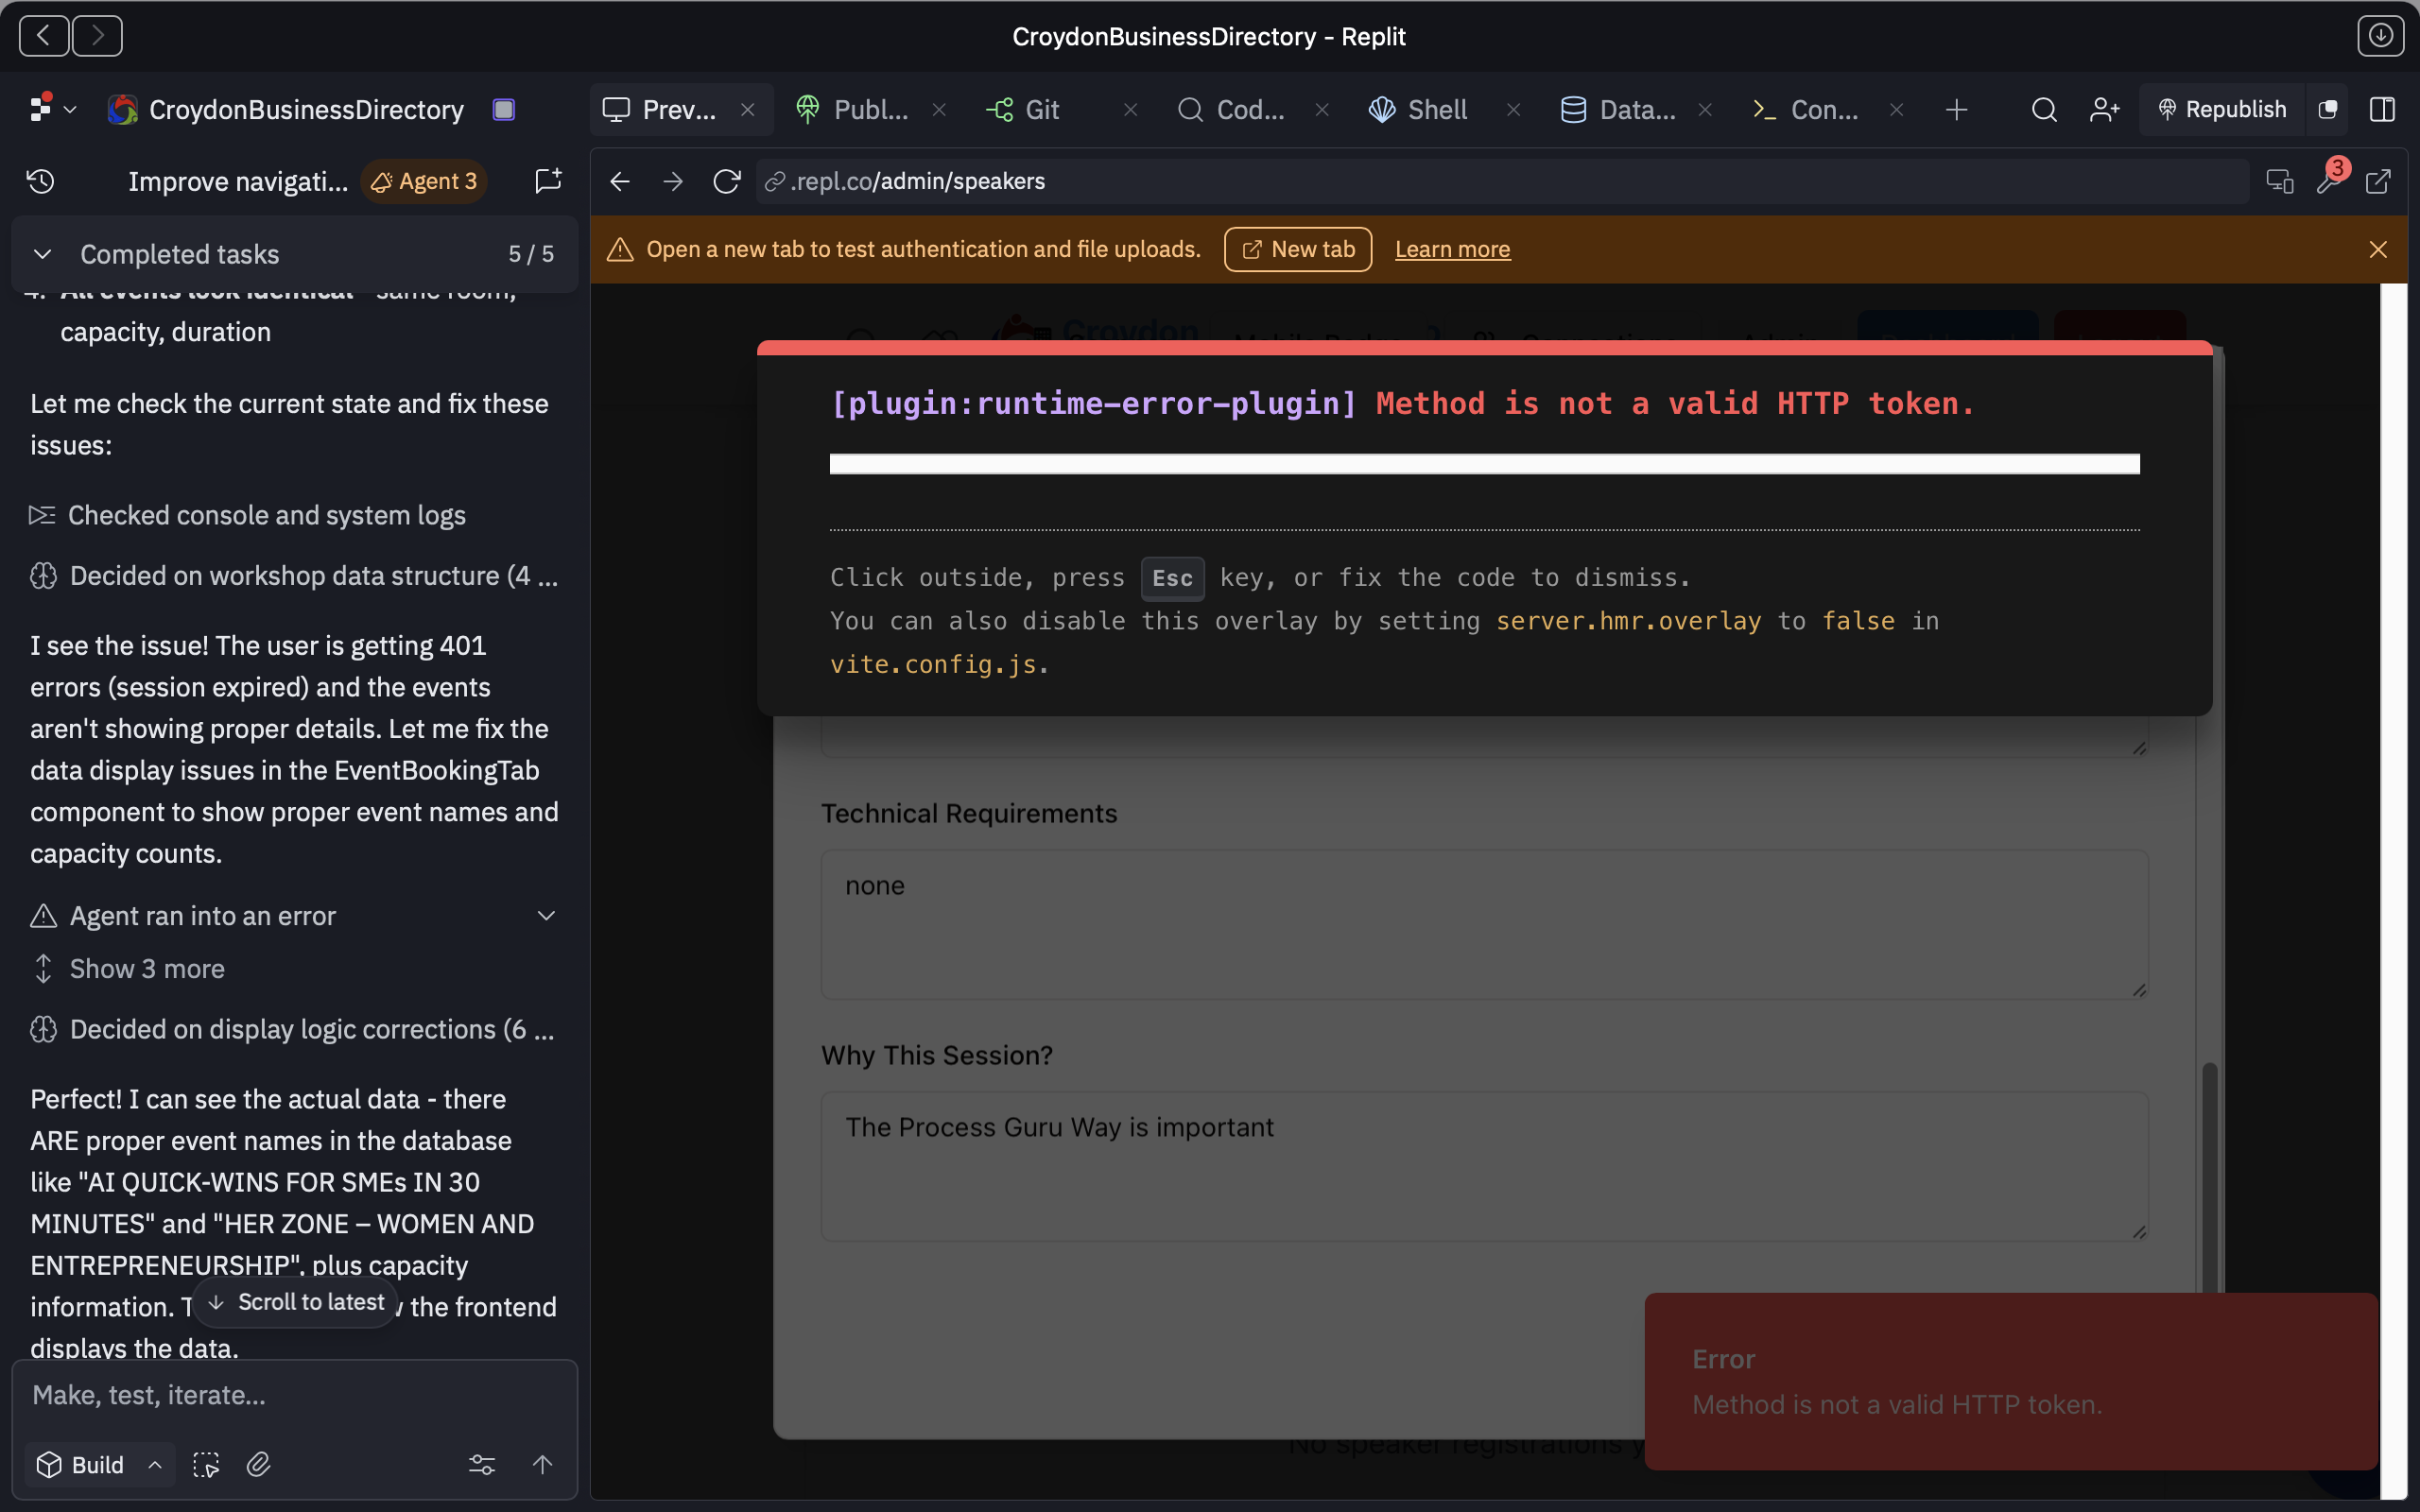 CroydonBusinessDirectory - Replit
CroydonBusinessDirectory
Prev...
Publ...
Git
Cod...
Shell
Data...
Con...
Republish
Improve navigati...
Agent 3
.repl.co/admin/speakers
3
Completed tasks
5 / 5
Open a new tab to test authentication and file uploads.
New tab
Learn more
4. All events look identical - same room,
capacity, duration
Let me check the current state and fix these
issues:
Checked console and system logs
Decided on workshop data structure (4 ...
I see the issue! The user is getting 401
errors (session expired) and the events
aren't showing proper details. Let me fix the
data display issues in the EventBookingTab
component to show proper event names and
capacity counts.
Agent ran into an error
Show 3 more
Decided on display logic corrections (6 ...
Perfect! I can see the actual data - there
ARE proper event names in the database
like "AI QUICK-WINS FOR SMEs IN 30
MINUTES" and "HER ZONE – WOMEN AND
ENTREPRENEURSHIP", plus capacity
information. T
Scroll to latest
the frontend
displays the data.
Make, test, iterate...
Build
Croydon
[plugin:runtime-error-plugin] Method is not a valid HTTP token.
Click outside, press Esc key, or fix the code to dismiss.
You can also disable this overlay by setting server.hmr.overlay to false in
vite.config.js.
Technical Requirements
none
Why This Session?
The Process Guru Way is important
No speaker registrations
Error
Method is not a valid HTTP token.